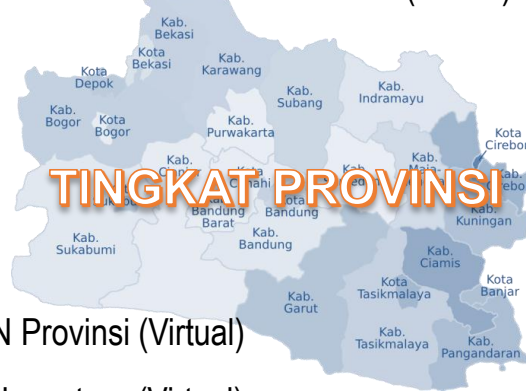 Kab.
Bekasi
Kota
Bekasi
Kab.
Karawang
Kota
Depok
Kab.
Subang
Kab.
Indramayu
Kab.
Bogor
Kota
Bogor
Kab.
Purwakarta
Kota
Cirebon
Kab.
Kab.
TINGKAT PROVINSI
Bandung
Barat
Kota
Bandung
Kab.
Kuningan
Kab.
Sukabumi
Kab.
Bandung
Kab.
Ciamis
Kota
Tasikmalaya
Kota
Banjar
Kab.
Garut
N Provinsi (Virtual)
Kab.
Tasikmalaya
Kab.
Pangandaran